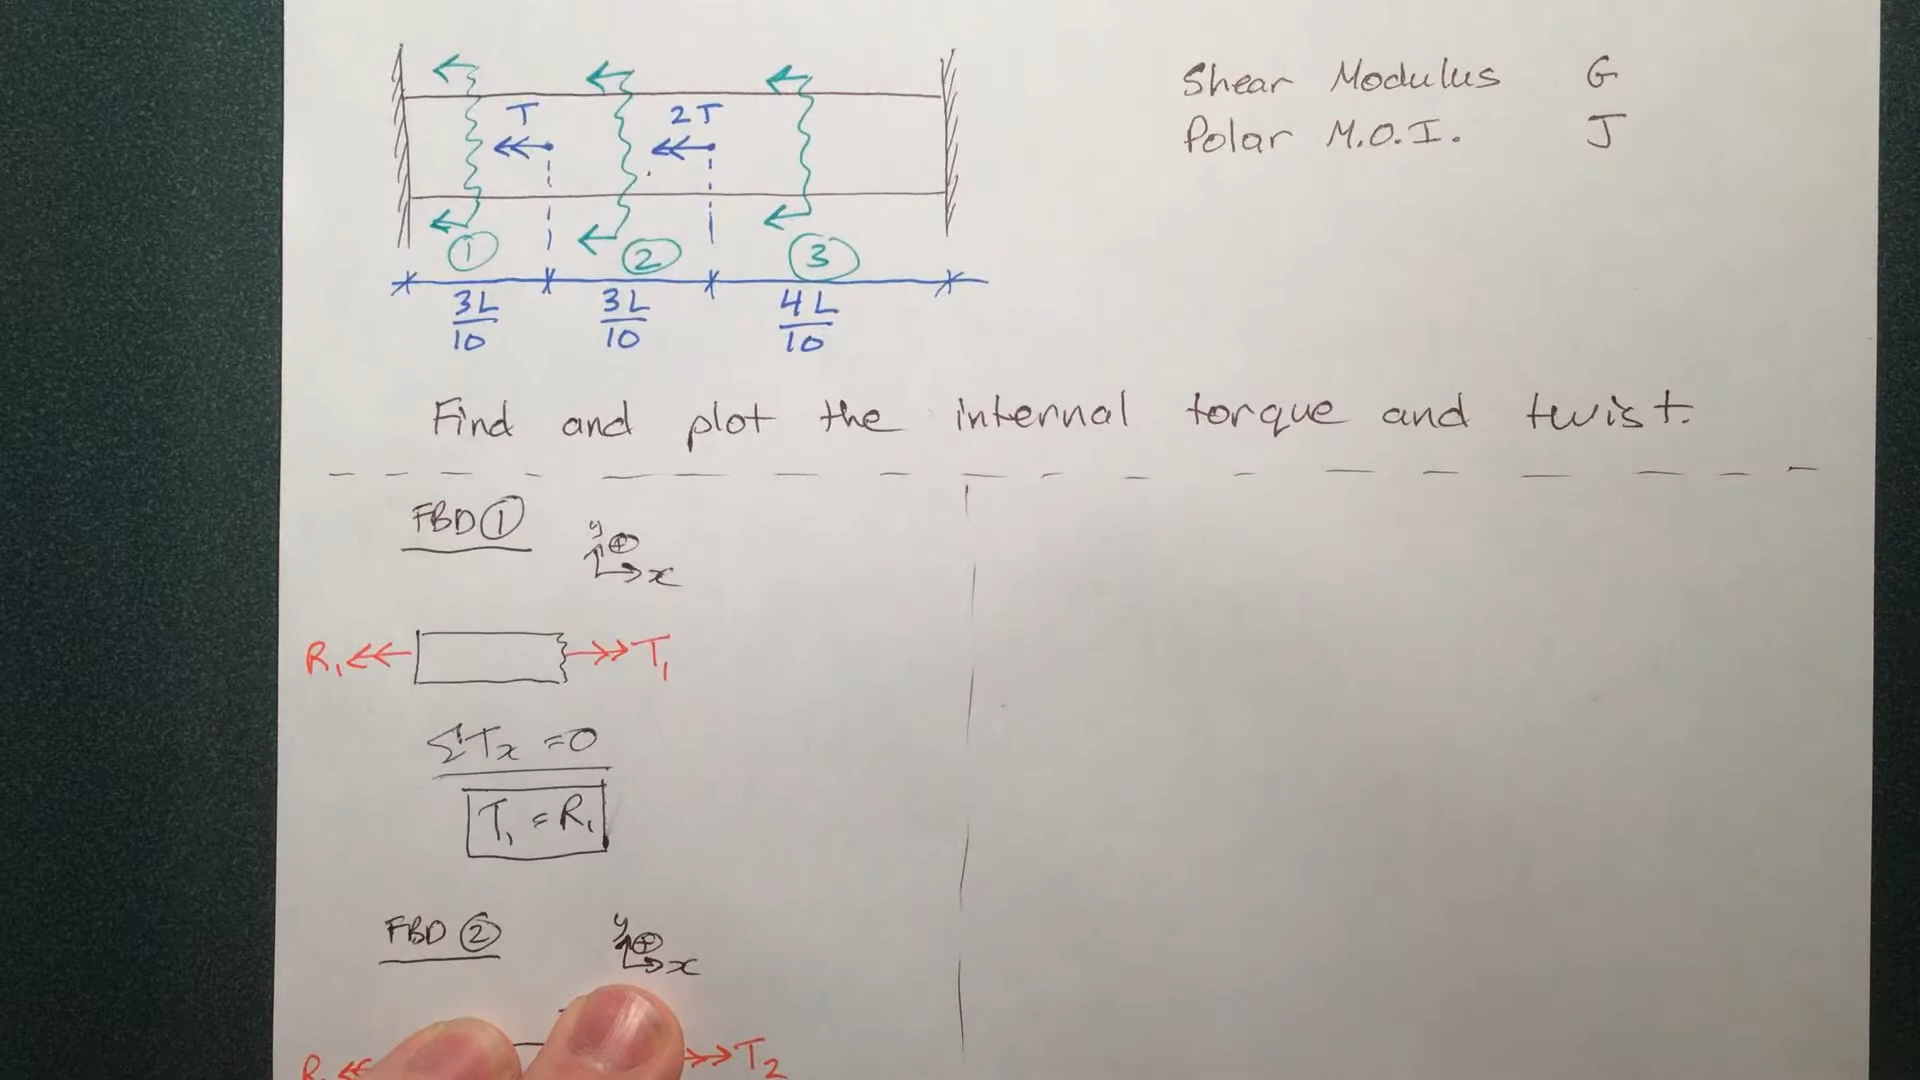 Shear Modulus G
Polar M.O.I. J
T
2T
1
2
3
3L/10
3L/10
4L/10
Find and plot the internal torque and twist.
FBD 1
y
+
x
R₁
T₁
ΣTx = 0
T₁ = R₁
FBD 2
y
+
x
T₂